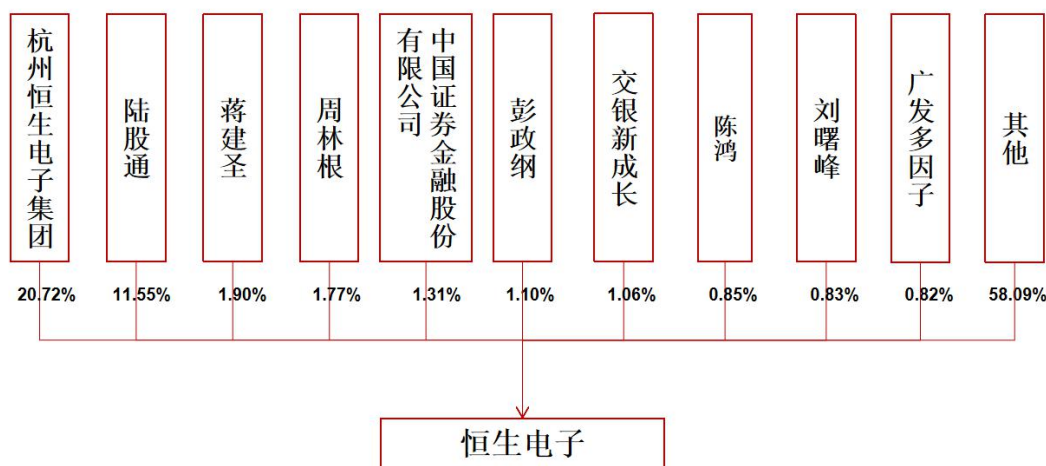 杭州恒生电子集团
陆股通
蒋建圣
周林根
中国证券金融股份
有限公司
彭政纲
交银新成长
陈鸿
刘曙峰
广发多因子
其他
20.72%
11.55%
1.90%
1.77%
1.31%
1.10%
1.06%
0.85%
0.83%
0.82%
58.09%
恒生电子